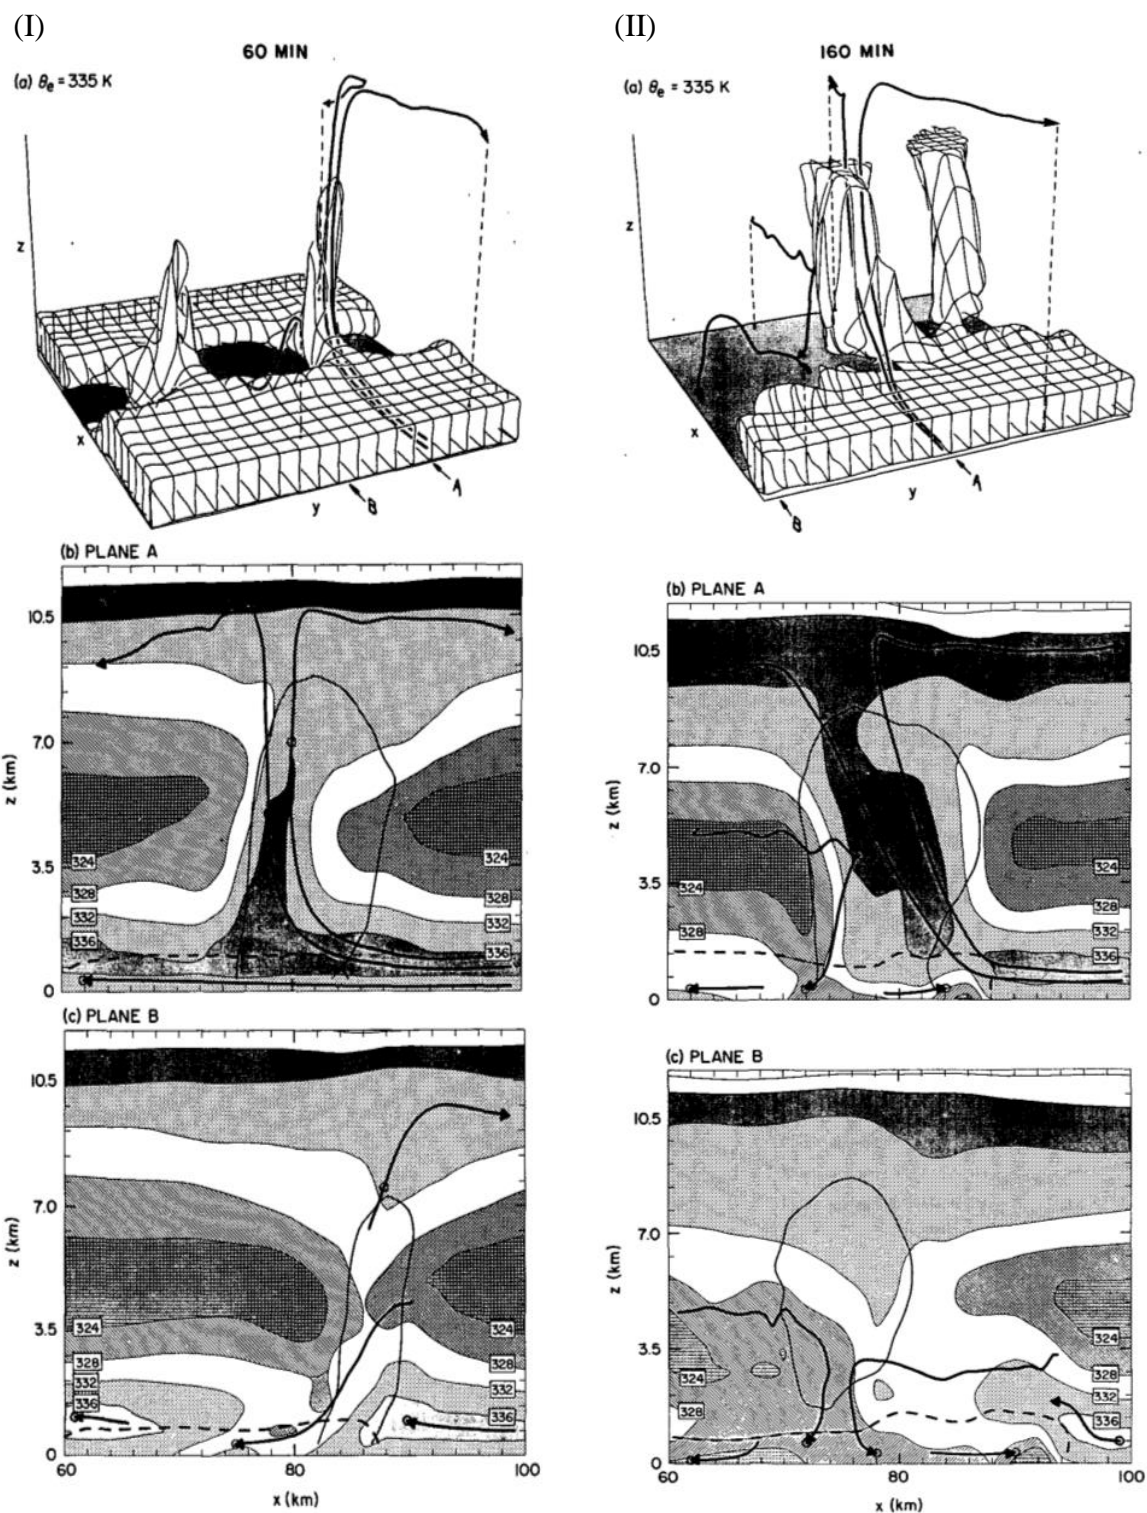 (I)
60 MIN
(a) θe = 335 K
z
x
y
B
A
(b) PLANE A
10.5
7.0
3.5
0
z (km)
324
328
332
336
324
328
332
336
(c) PLANE B
10.5
7.0
3.5
0
z (km)
324
328
332
336
324
328
332
336
60
80
100
x (km)
(II)
160 MIN
(a) θe = 335 K
z
x
y
B
A
(b) PLANE A
10.5
7.0
3.5
0
z (km)
324
328
324
328
332
336
(c) PLANE B
10.5
7.0
3.5
0
z (km)
324
328
324
328
332
336
60
80
100
x (km)